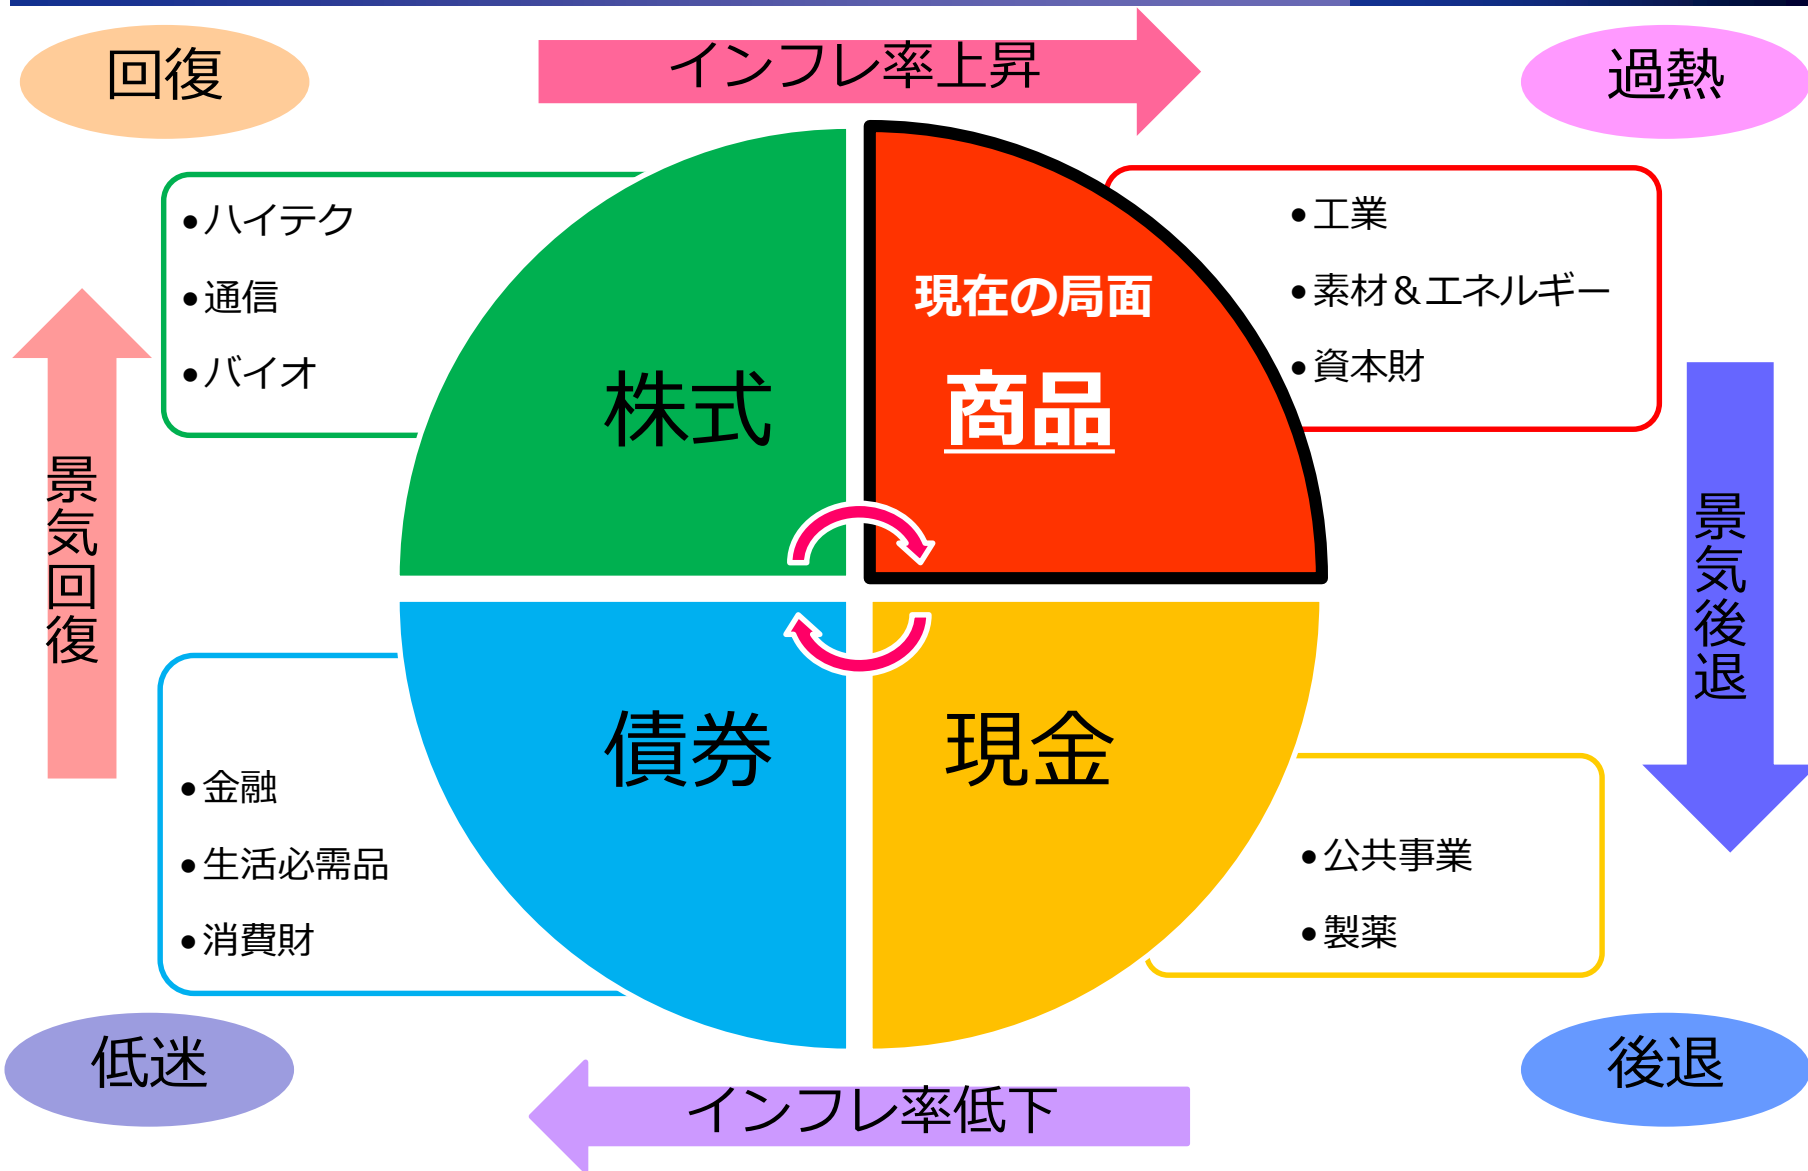 回復
インフレ率上昇
過熱
•ハイテク
•通信
•バイオ
株式
現在の局面
商品
•工業
•素材&エネルギー
•資本財
景気回復
景気後退
•金融
•生活必需品
•消費財
債券
現金
•公共事業
•製薬
低迷
インフレ率低下
後退